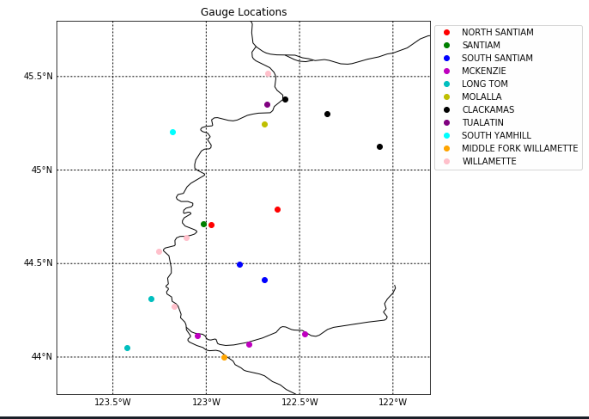 Gauge Locations
NORTH SANTIAM
SANTIAM
SOUTH SANTIAM
MCKENZIE
LONG TOM
MOLALLA
CLACKAMAS
TUALATIN
SOUTH YAMHILL
MIDDLE FORK WILLAMETTE
WILLAMETTE
45.5°N
45°N
44.5°N
44°N
123.5°W 123°W 122.5°W 122°W